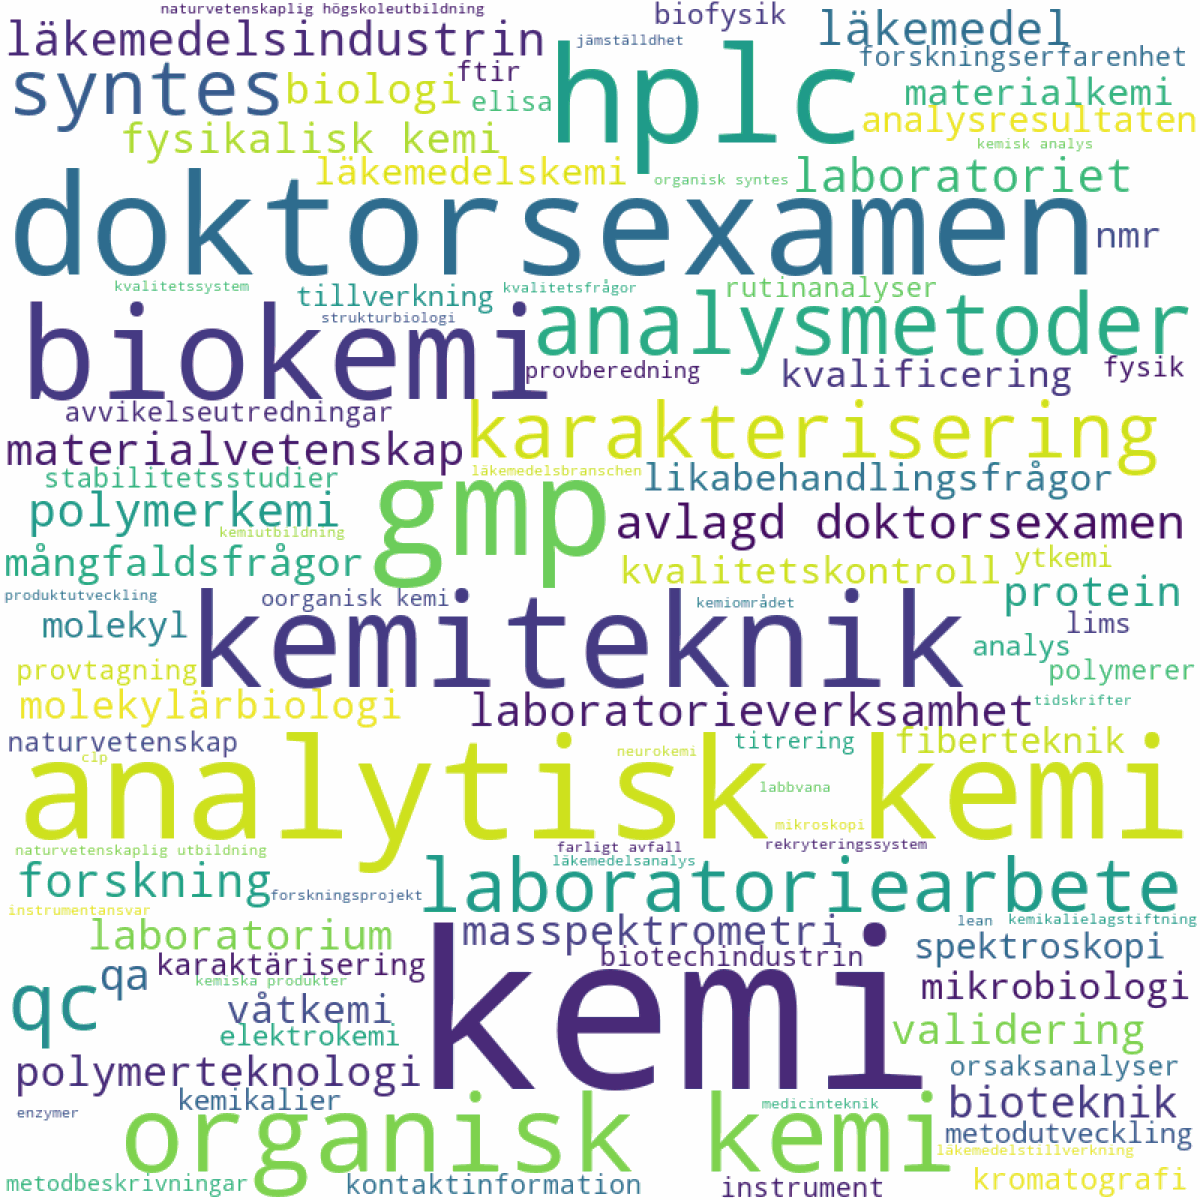 naturvetenskaplig högskoleutbildning
läkemedelsindustrin
jämställdhet
biofysik
läkemedel
forskningserfarenhet
syntes
biologi
ftir
elisa
hplc
materialkemi
analysresultaten
fysikalisk kemi
kemisk analys
läkemedelskemi
organisk syntes
laboratoriet
doktorsexamen
nmr
kvalitetssystem
tillverkning
kvalitetsfrågor
rutinanalyser
strukturbiologi
biokemi
analysmetoder
provberedning
kvalificering
fysik
avvikelseutredningar
karakterisering
materialvetenskap
läkemedelsbranschen
stabilitetsstudier
likabehandlingsfrågor
polymerkemi
gmp
avlagd doktorsexamen
kemiutbildning
mångfaldsfrågor
kvalitetskontroll
ytkemi
produktutveckling
oorganisk kemi
kemiområdet
protein
molekyl
kemiteknik
lims
analys
provtagning
polymerer
molekylärbiologi
laboratorieverksamhet
tidskrifter
naturvetenskap
clp
neurokemi
titrering
fiberteknik
analytisk kemi
labbvana
mikroskopi
naturvetenskaplig utbildning
farligt avfall
rekryteringssystem
läkemedelsanalys
forskning
forskningsprojekt
laboratoriearbete
instrumentansvar
lean
kemikalielagstiftning
laboratorium
masspektrometri
spektroskopi
karaktärisering
biotechindustrin
qa
kemiska produkter
mikrobiologi
qc
våtkemi
kemi
elektrokemi
validering
polymerteknologi
orsaksanalyser
kemikalier
medicinteknik
bioteknik
enzymer
organisk kemi
metodutveckling
läkemedelstillverkning
metodbeskrivningar
kontaktinformation
instrument
kromatografi